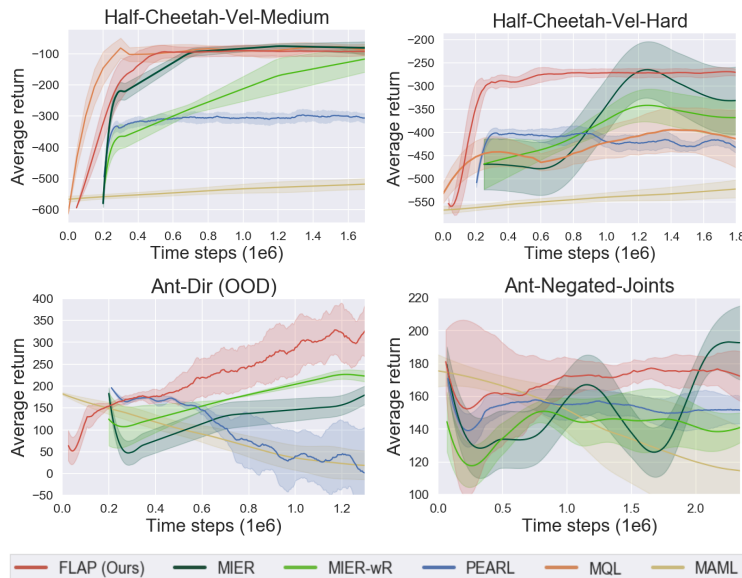 Half-Cheetah-Vel-Medium
Average return
−100
−200
−300
−400
−500
−600
0.0 0.2 0.4 0.6 0.8 1.0 1.2 1.4 1.6
Time steps (1e6)
Half-Cheetah-Vel-Hard
Average return
−200
−250
−300
−350
−400
−450
−500
−550
0.0 0.2 0.4 0.6 0.8 1.0 1.2 1.4 1.6 1.8
Time steps (1e6)
Ant-Dir (OOD)
Average return
400
350
300
250
200
150
100
50
0
−50
0.0 0.2 0.4 0.6 0.8 1.0 1.2
Time steps (1e6)
Ant-Negated-Joints
Average return
220
200
180
160
140
120
100
0.0 0.5 1.0 1.5 2.0
Time steps (1e6)
FLAP (Ours) MIER MIER-wR PEARL MQL MAML